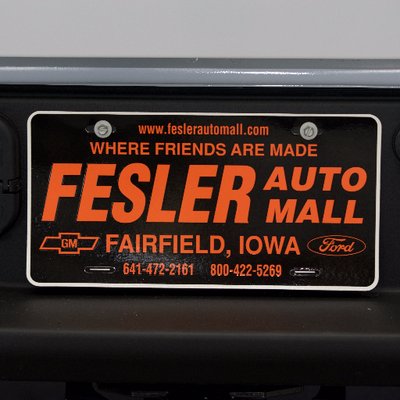 www.feslerautomall.com
WHERE FRIENDS ARE MADE
FESLER AUTO MALL
GM FAIRFIELD, IOWA Ford
641-472-2161 800-422-5269